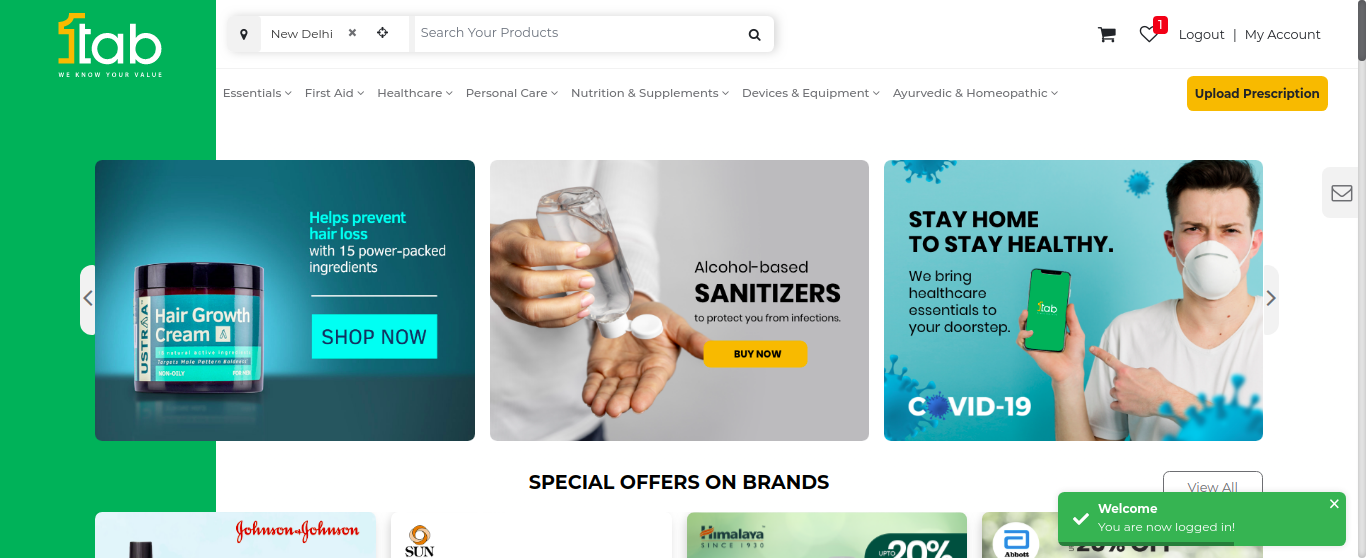 1tab
WE KNOW YOUR VALUE
New Delhi
Search Your Products
1
Logout | My Account
Essentials First Aid Healthcare Personal Care Nutrition & Supplements Devices & Equipment Ayurvedic & Homeopathic
Upload Prescription
Helps prevent
hair loss
with 15 power-packed
ingredients
SHOP NOW
USTRAA
Hair Growth
Cream
Targets Male Pattern Baldness
NON-OILY
FOR MEN
Alcohol-based
SANITIZERS
to protect you from infections.
BUY NOW
STAY HOME
TO STAY HEALTHY.
We bring
healthcare
essentials to
your doorstep.
1tab
COVID-19
SPECIAL OFFERS ON BRANDS
View All
Johnson & Johnson
SUN
Himalaya
SINCE 1930
UPTO
20%
Abbott
20% OFF
Welcome
You are now logged in!